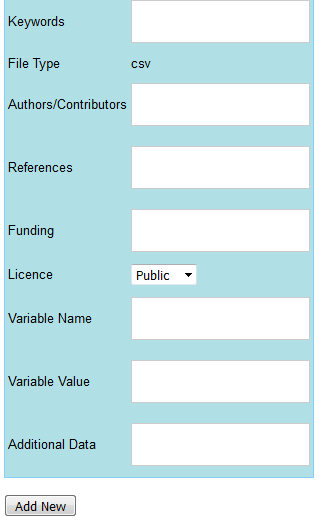 Keywords
File Type csv
Authors/Contributors
References
Funding
Licence Public
Variable Name
Variable Value
Additional Data
Add New